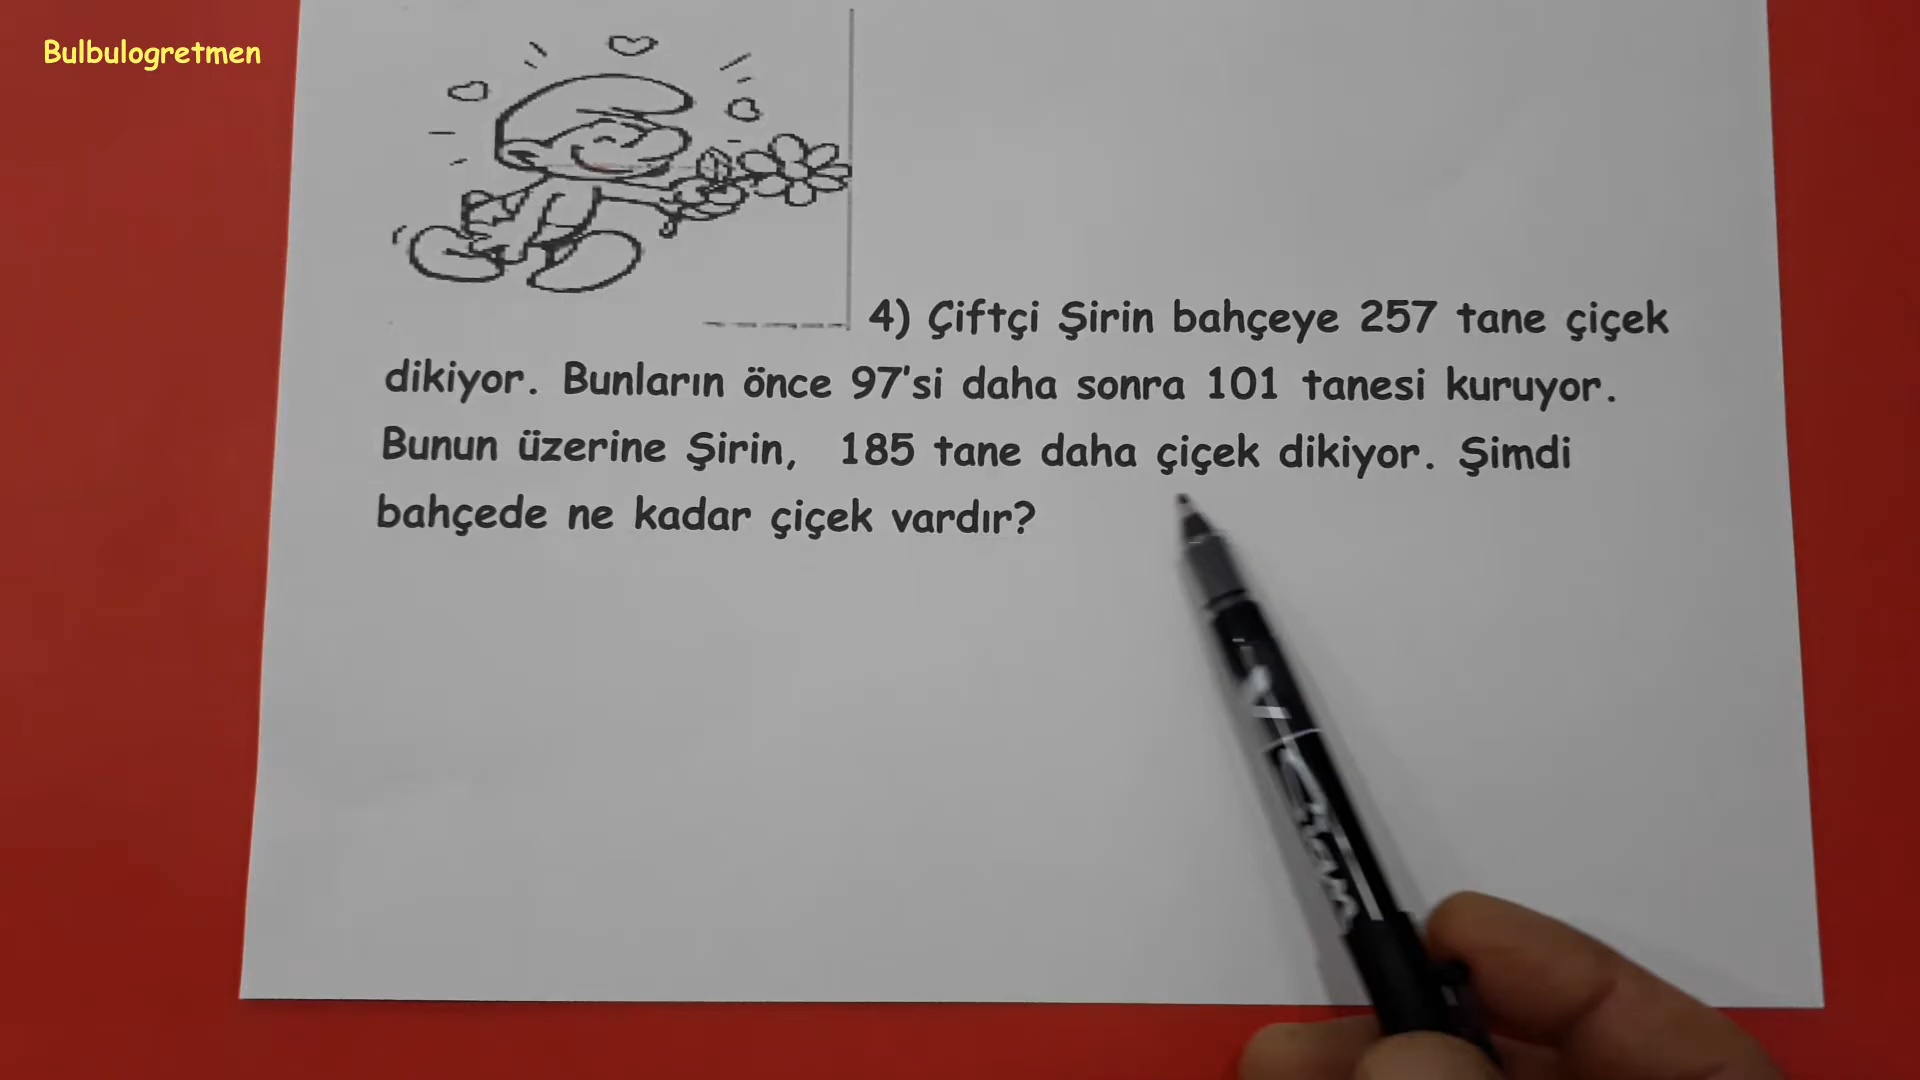 Bulbulogretmen
4) Çiftçi Şirin bahçeye 257 tane çiçek
dikiyor. Bunların önce 97'si daha sonra 101 tanesi kuruyor.
Bunun üzerine Şirin, 185 tane daha çiçek dikiyor. Şimdi
bahçede ne kadar çiçek vardır?